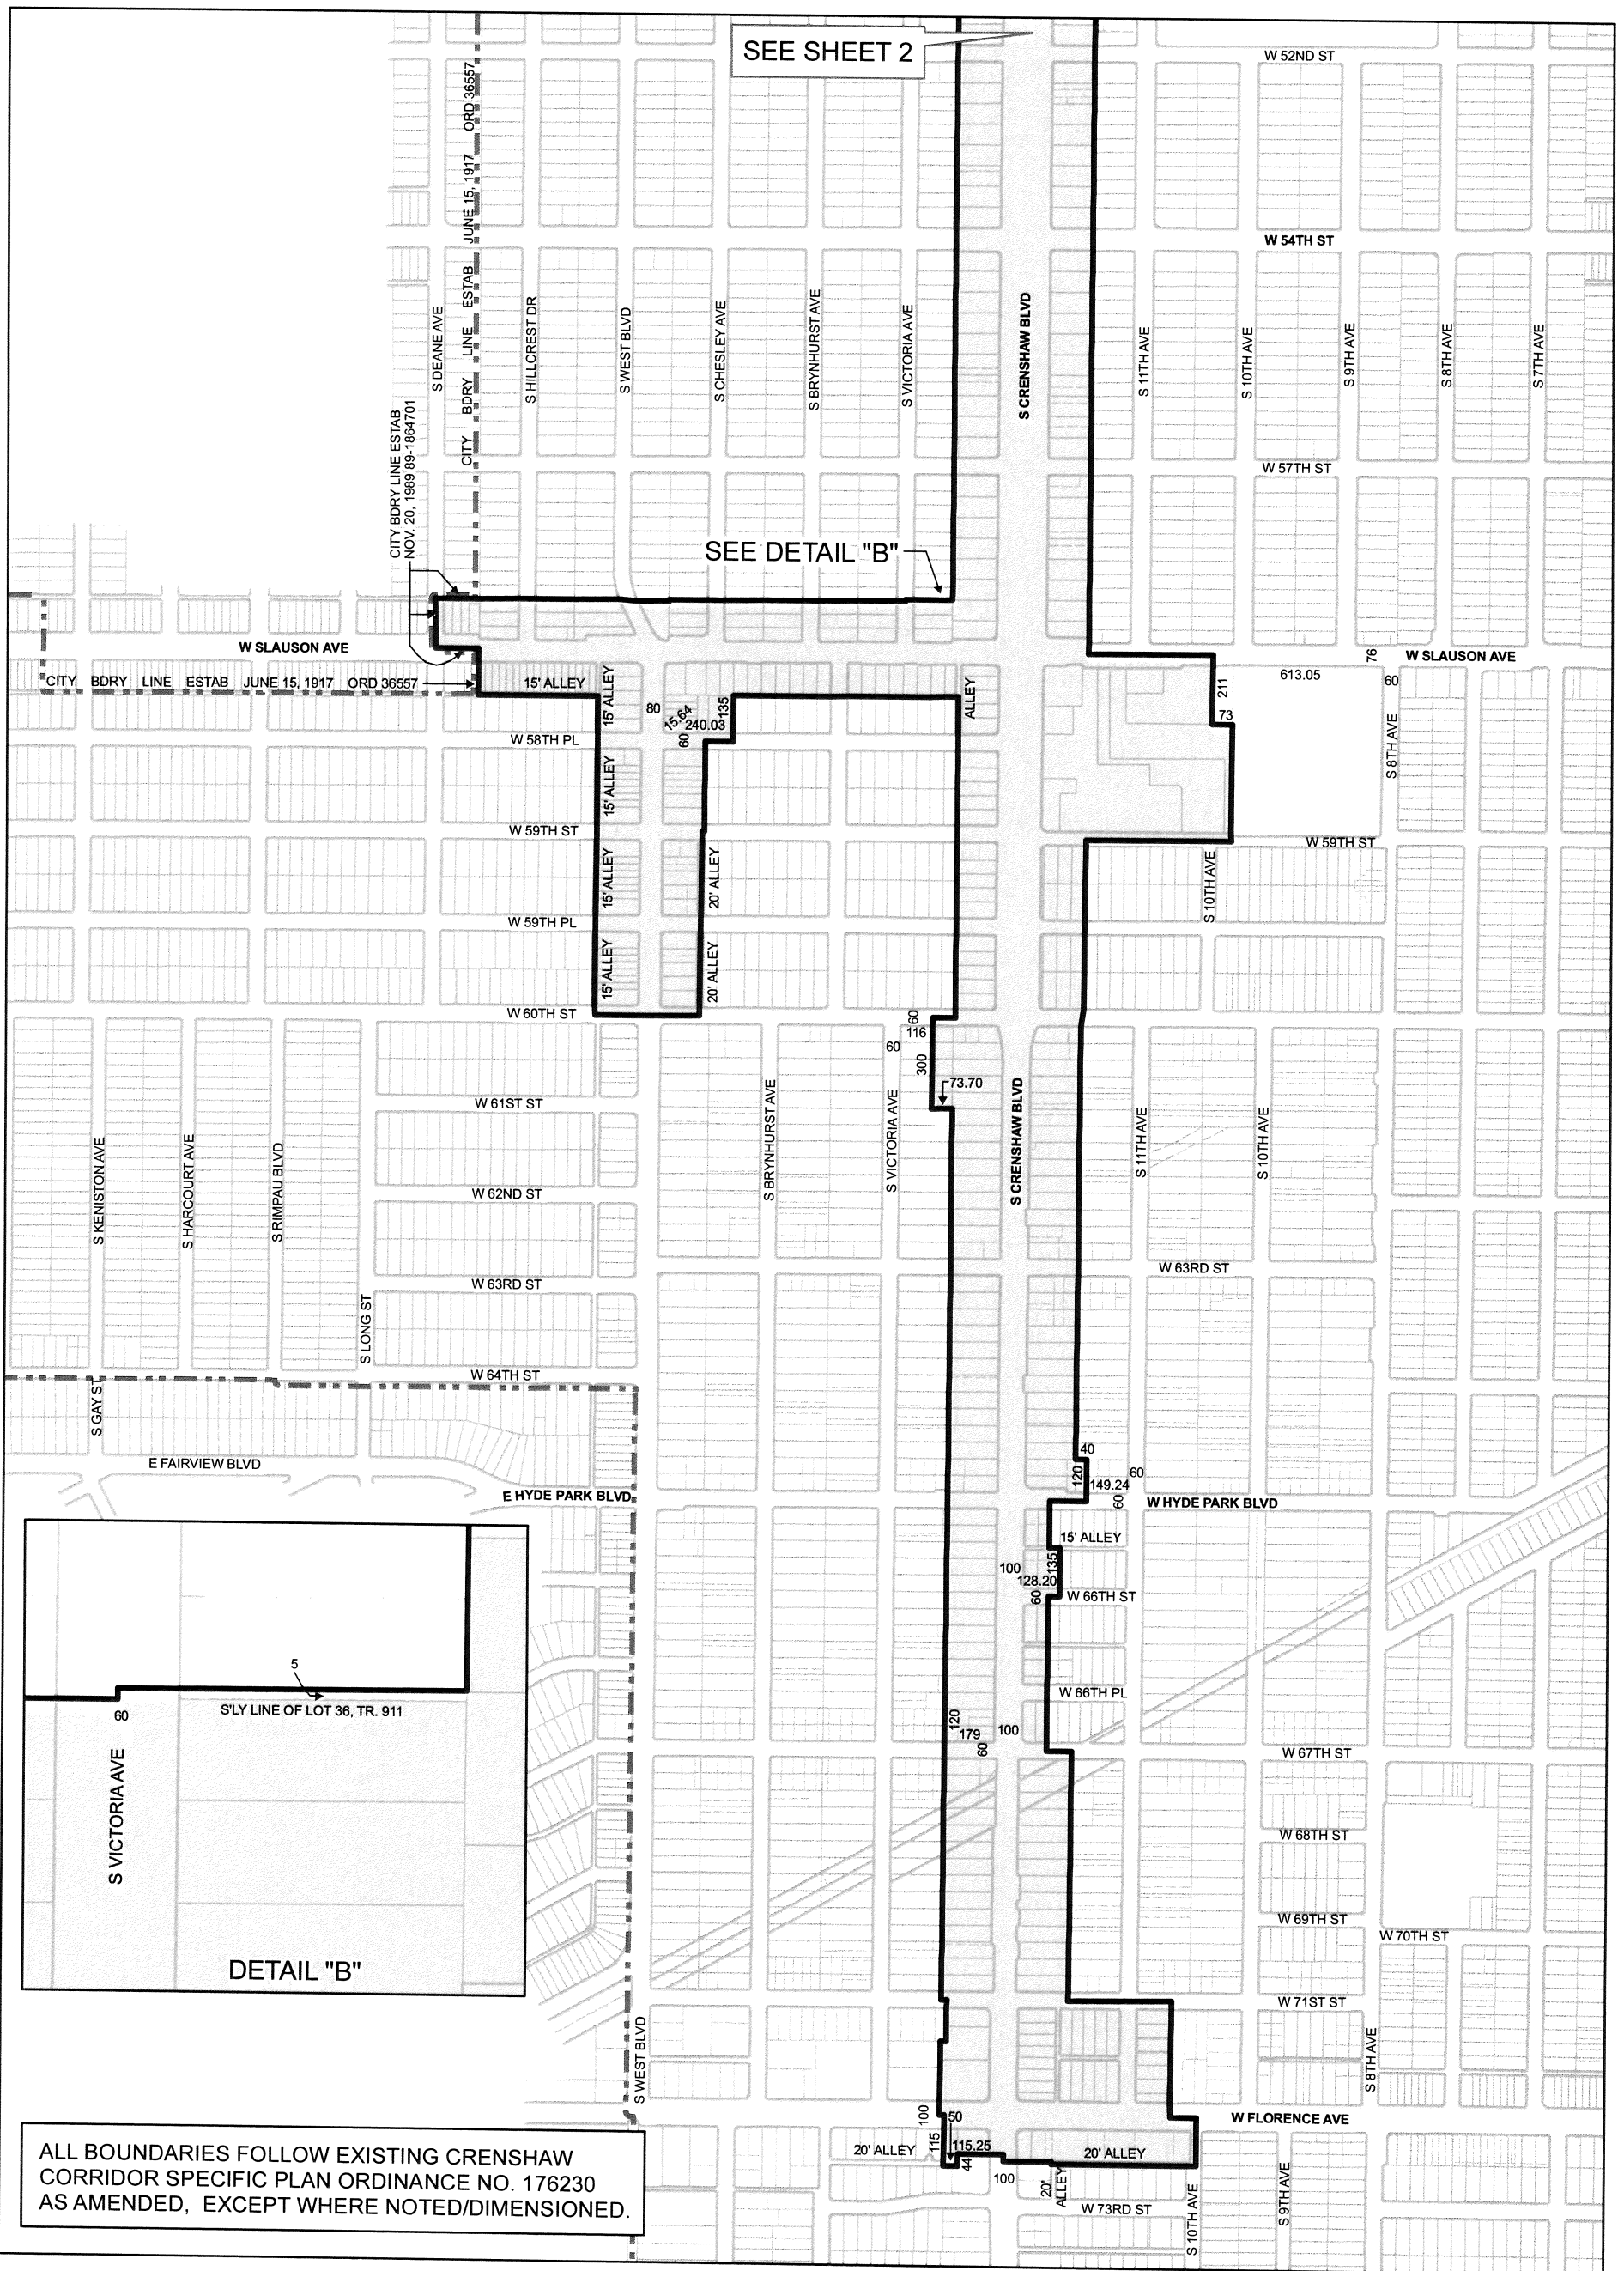 SEE SHEET 2
W 52ND ST
CITY BDRY LINE ESTAB JUNE 15, 1917 ORD 36557
W 54TH ST
S DEANE AVE
S HILLCREST DR
S WEST BLVD
S CHESLEY AVE
S BRYNHURST AVE
S VICTORIA AVE
S CRENSHAW BLVD
S 11TH AVE
S 10TH AVE
S 9TH AVE
S 8TH AVE
S 7TH AVE
CITY BDRY LINE ESTAB
NOV. 20, 1989 89-1864701
W 57TH ST
SEE DETAIL "B"
W SLAUSON AVE
76
W SLAUSON AVE
CITY BDRY LINE ESTAB JUNE 15, 1917 ORD 36557
15' ALLEY
15' ALLEY
ALLEY
211
613.05
60
80
15.64
135
240.03
73
60
W 58TH PL
S 8TH AVE
15' ALLEY
W 59TH ST
W 59TH ST
15' ALLEY
20' ALLEY
S 10TH AVE
W 59TH PL
15' ALLEY
20' ALLEY
W 60TH ST
60
116
60
300
73.70
W 61ST ST
S KENISTON AVE
S HARCOURT AVE
S RIMPAU BLVD
S BRYNHURST AVE
S VICTORIA AVE
S CRENSHAW BLVD
S 11TH AVE
S 10TH AVE
W 62ND ST
W 63RD ST
W 63RD ST
S LONG ST
W 64TH ST
S GAY ST
E FAIRVIEW BLVD
40
120
149.24
60
60
E HYDE PARK BLVD
W HYDE PARK BLVD
15' ALLEY
100
135
128.20
60
W 66TH ST
5
S'LY LINE OF LOT 36, TR. 911
60
S VICTORIA AVE
DETAIL "B"
W 66TH PL
120
179
60
100
W 67TH ST
W 68TH ST
W 69TH ST
W 70TH ST
W 71ST ST
S WEST BLVD
S 8TH AVE
100
50
W FLORENCE AVE
115
115.25
44
20' ALLEY
20' ALLEY
100
20'
ALLEY
W 73RD ST
S 10TH AVE
S 9TH AVE
ALL BOUNDARIES FOLLOW EXISTING CRENSHAW
CORRIDOR SPECIFIC PLAN ORDINANCE NO. 176230
AS AMENDED, EXCEPT WHERE NOTED/DIMENSIONED.